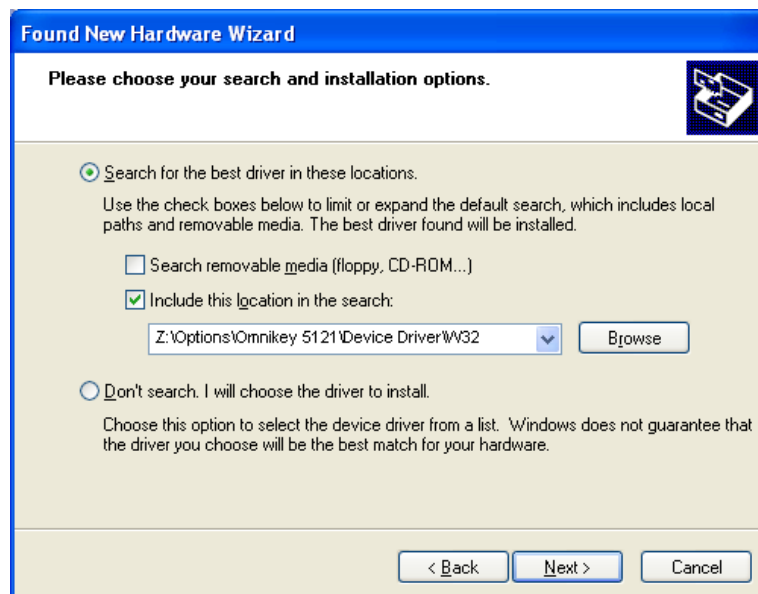 Found New Hardware Wizard
Please choose your search and installation options.
Search for the best driver in these locations.
Use the check boxes below to limit or expand the default search, which includes local
paths and removable media. The best driver found will be installed.
Search removable media (floppy, CD-ROM...)
Include this location in the search:
Z:\Options\Omnikey 5121\Device Driver\W32
Browse
Don't search. I will choose the driver to install.
Choose this option to select the device driver from a list.  Windows does not guarantee that
the driver you choose will be the best match for your hardware.
< Back
Next >
Cancel